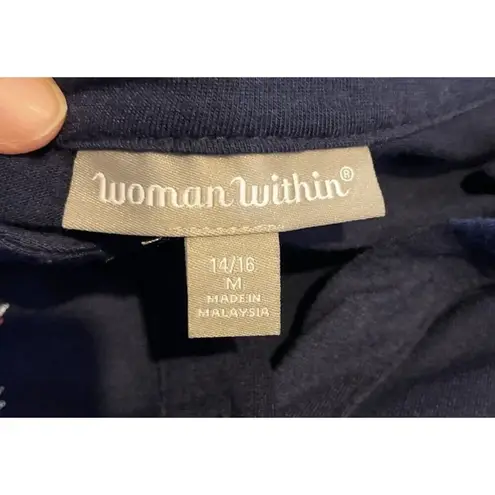 Woman Within®
14/16
M
MADE IN
MALAYSIA